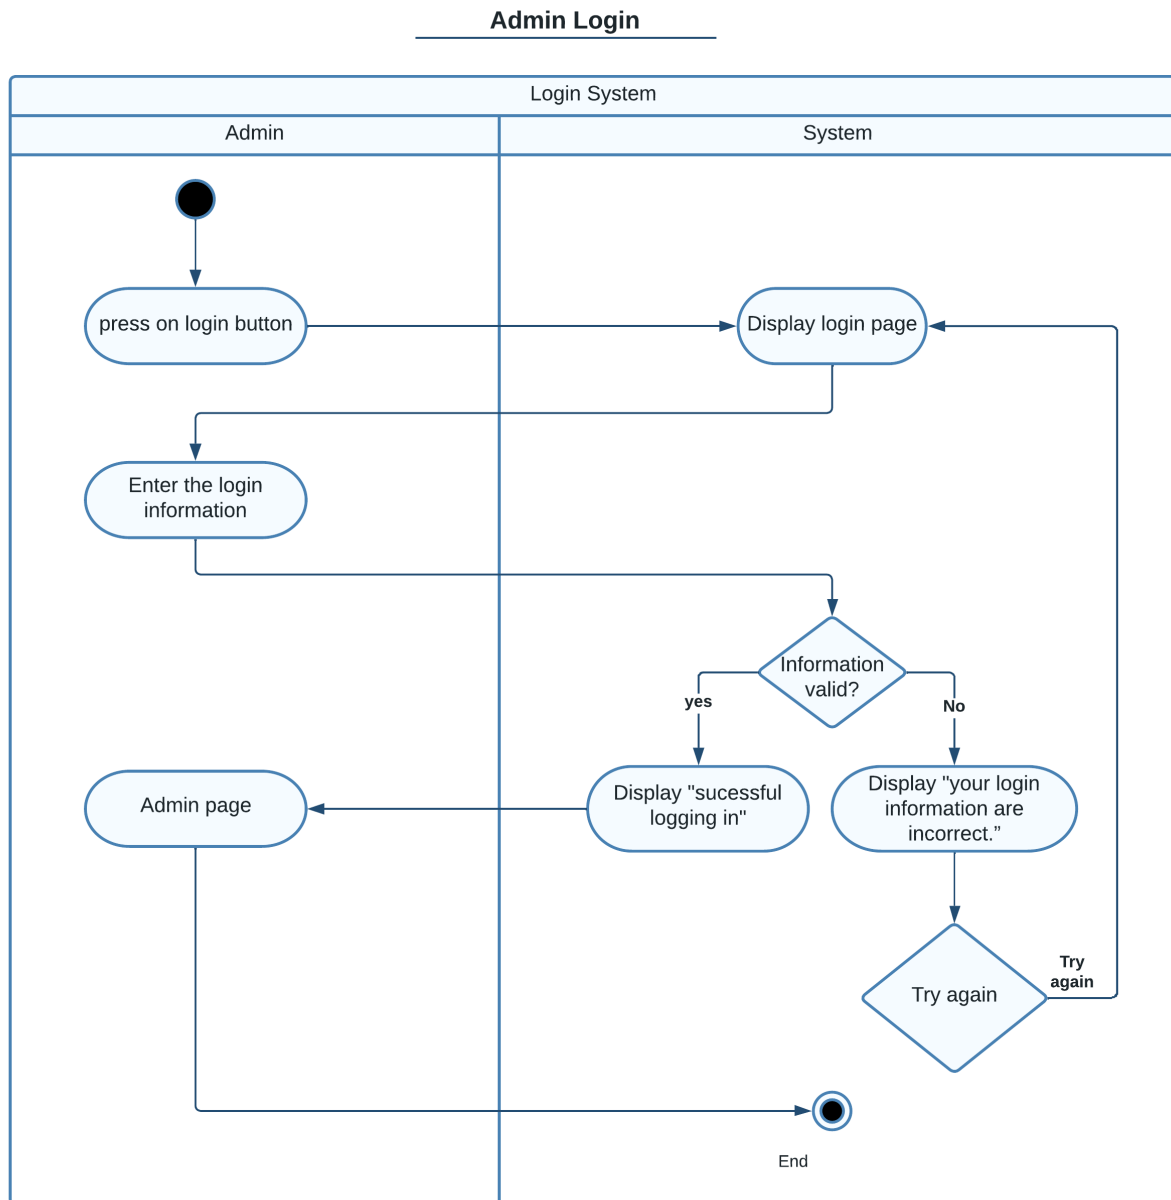 Admin Login
Login System
Admin
System
press on login button
Display login page
Enter the login
information
Information
valid?
yes
No
Admin page
Display "sucessful
logging in"
Display "your login
information are
incorrect.”
Try again
Try
again
End